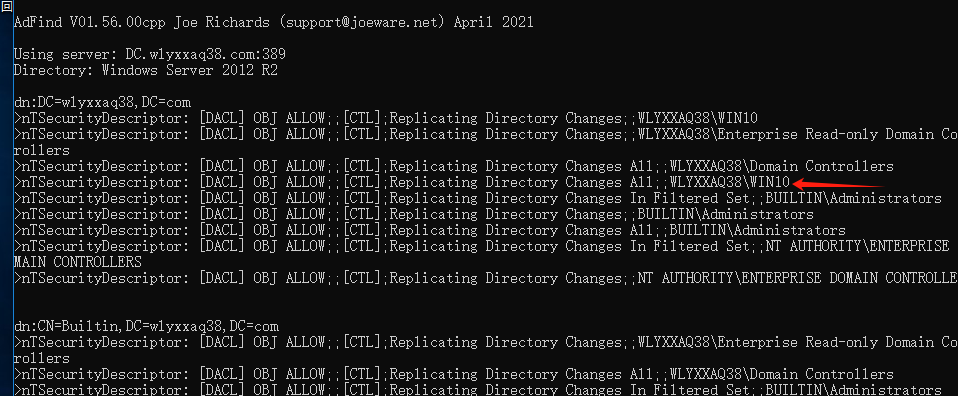 AdFind V01.56.00cpp Joe Richards (support@joeware.net) April 2021
Using server: DC.wlyxxaq38.com:389
Directory: Windows Server 2012 R2
dn:DC=wlyxxaq38,DC=com
>nTSecurityDescriptor: [DACL] OBJ ALLOW;;[CTL];Replicating Directory Changes;;WLYXXAQ38\WIN10
>nTSecurityDescriptor: [DACL] OBJ ALLOW;;[CTL];Replicating Directory Changes;;WLYXXAQ38\Enterprise Read-only Domain Co
rollers
>nTSecurityDescriptor: [DACL] OBJ ALLOW;;[CTL];Replicating Directory Changes All;;WLYXXAQ38\Domain Controllers
>nTSecurityDescriptor: [DACL] OBJ ALLOW;;[CTL];Replicating Directory Changes All;;WLYXXAQ38\WIN10
>nTSecurityDescriptor: [DACL] OBJ ALLOW;;[CTL];Replicating Directory Changes In Filtered Set;;BUILTIN\Administrators
>nTSecurityDescriptor: [DACL] OBJ ALLOW;;[CTL];Replicating Directory Changes;;BUILTIN\Administrators
>nTSecurityDescriptor: [DACL] OBJ ALLOW;;[CTL];Replicating Directory Changes All;;BUILTIN\Administrators
>nTSecurityDescriptor: [DACL] OBJ ALLOW;;[CTL];Replicating Directory Changes In Filtered Set;;NT AUTHORITY\ENTERPRISE
MAIN CONTROLLERS
>nTSecurityDescriptor: [DACL] OBJ ALLOW;;[CTL];Replicating Directory Changes;;NT AUTHORITY\ENTERPRISE DOMAIN CONTROLLE
dn:CN=Builtin,DC=wlyxxaq38,DC=com
>nTSecurityDescriptor: [DACL] OBJ ALLOW;;[CTL];Replicating Directory Changes;;WLYXXAQ38\Enterprise Read-only Domain Co
rollers
>nTSecurityDescriptor: [DACL] OBJ ALLOW;;[CTL];Replicating Directory Changes All;;WLYXXAQ38\Domain Controllers
>nTSecurityDescriptor: [DACL] OBJ ALLOW;;[CTL];Replicating Directory Changes In Filtered Set;;BUILTIN\Administrators